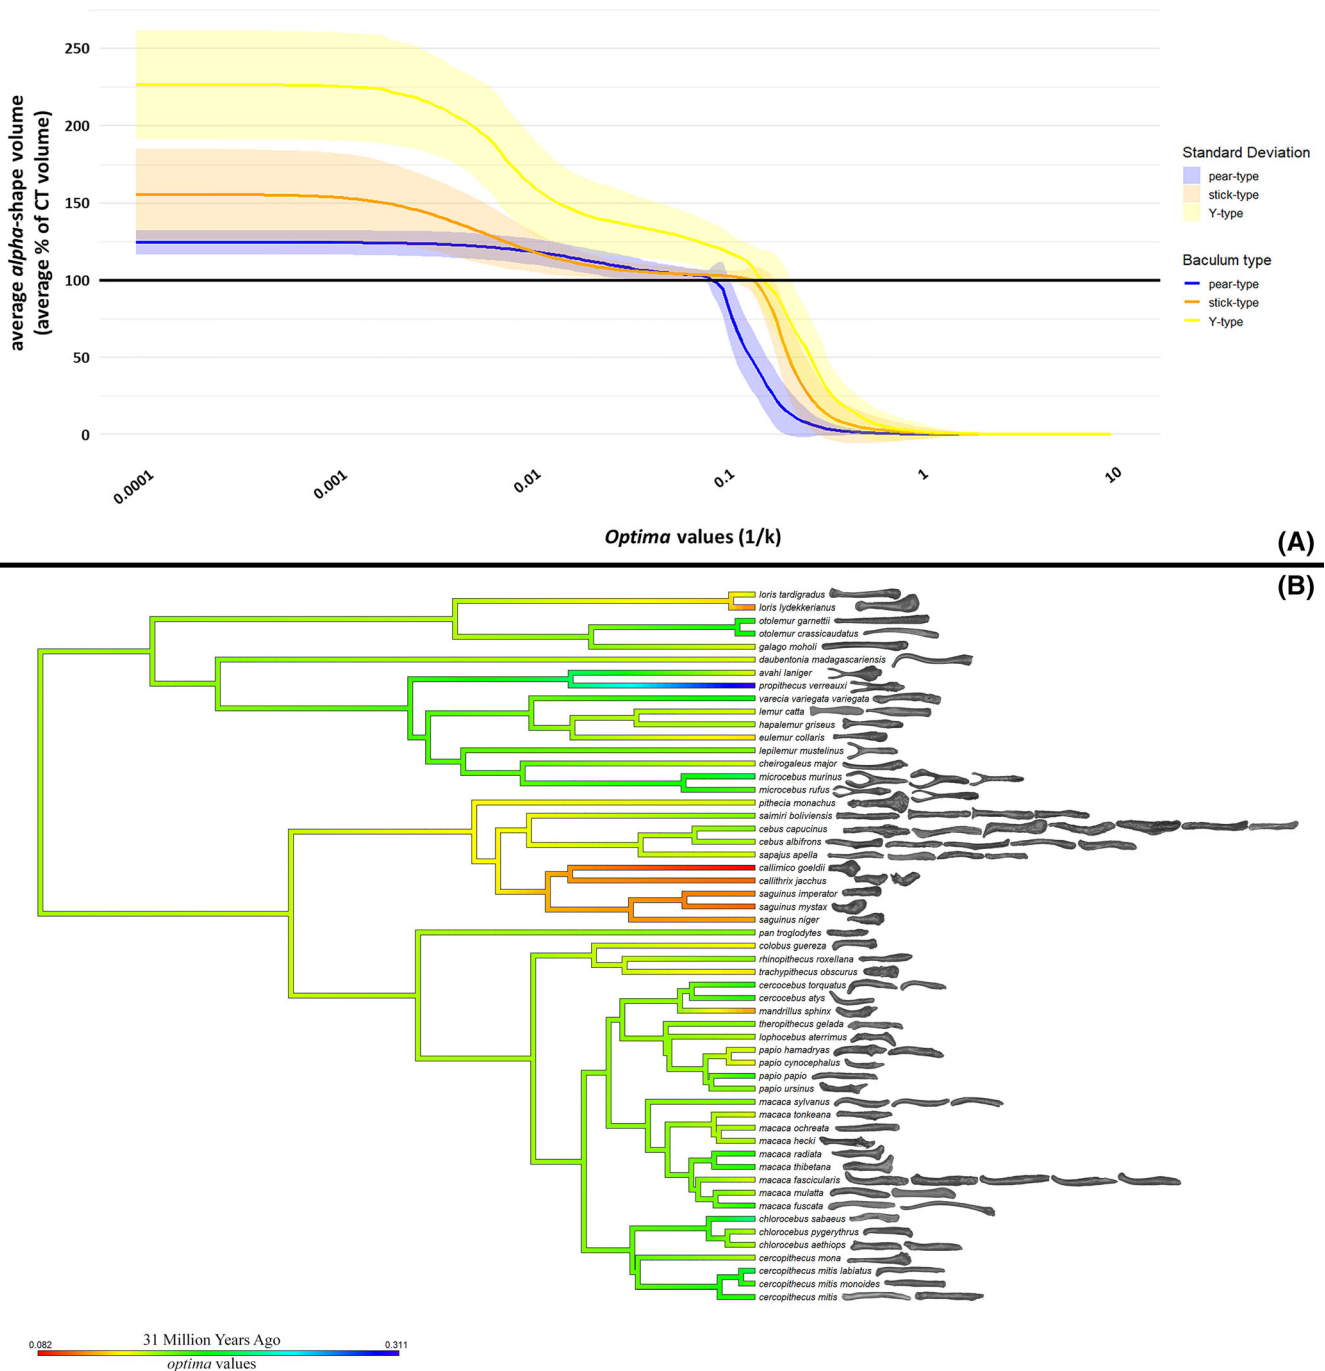 average alpha-shape volume
(average % of CT volume)
250
200
150
100
50
0
0.0001
0.001
0.01
0.1
1
10
Optima values (1/k)
Standard Deviation
pear-type
stick-type
Y-type
Baculum type
pear-type
stick-type
Y-type
(A)
(B)
loris tardigradus
loris lydekkerianus
otolemur garnettii
otolemur crassicaudatus
galago moholi
daubentonia madagascariensis
avahi laniger
propithecus verreauxi
varecia variegata variegata
lemur catta
hapalemur griseus
eulemur collaris
lepilemur mustelinus
cheirogaleus major
microcebus murinus
microcebus rufus
pithecia monachus
saimiri boliviensis
cebus capucinus
cebus albifrons
sapajus apella
callimico goeldii
callithrix jacchus
saguinus imperator
saguinus mystax
saguinus niger
pan troglodytes
colobus guereza
rhinopithecus roxellana
trachypithecus obscurus
cercocebus torquatus
cercocebus atys
mandrillus sphinx
theropithecus gelada
lophocebus aterrimus
papio hamadryas
papio cynocephalus
papio papio
papio ursinus
macaca sylvanus
macaca tonkeana
macaca ochreata
macaca hecki
macaca radiata
macaca thibetana
macaca fascicularis
macaca mulatta
macaca fuscata
chlorocebus sabaeus
chlorocebus pygerythrus
chlorocebus aethiops
cercopithecus mona
cercopithecus mitis labiatus
cercopithecus mitis monoides
cercopithecus mitis
31 Million Years Ago
0.082
0.311
optima values